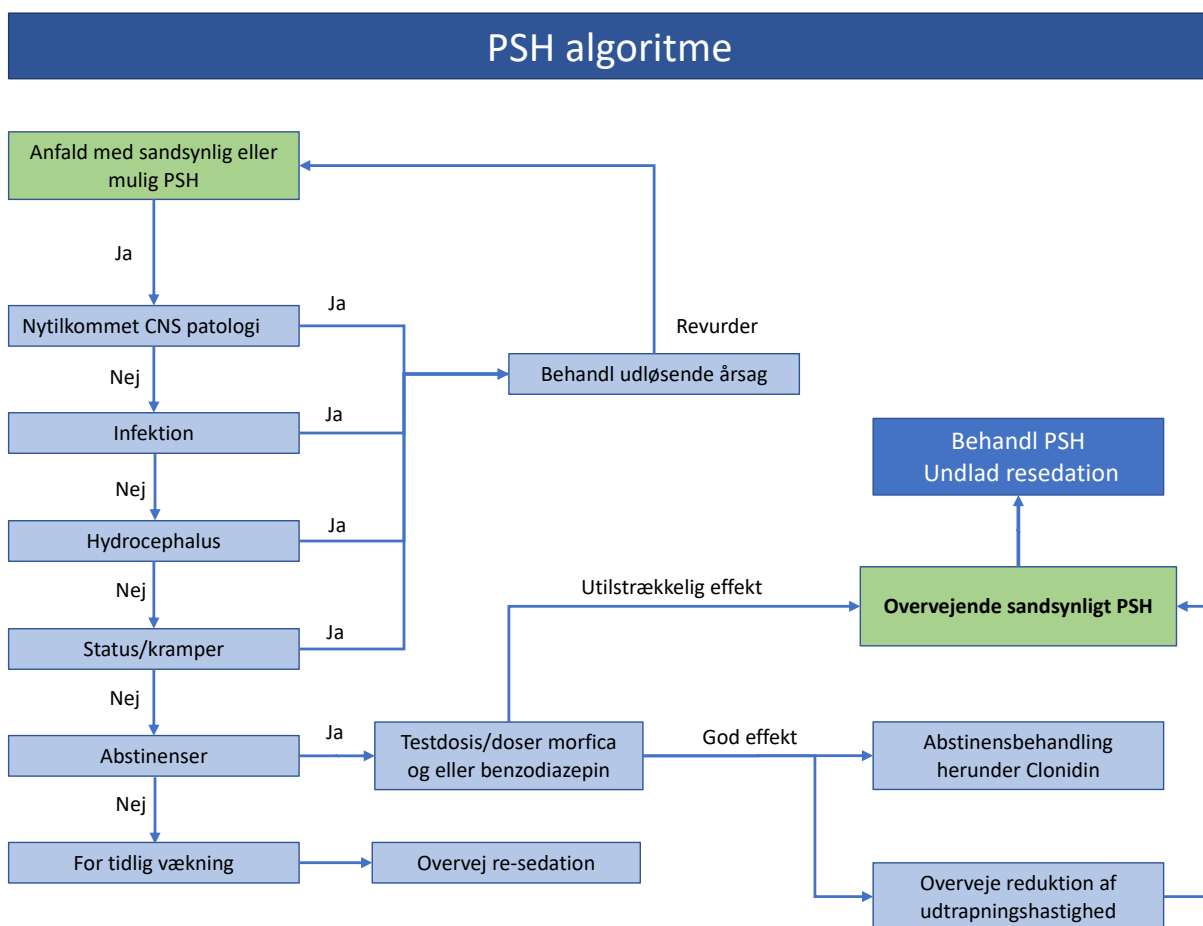 PSH algoritme
Anfald med sandsynlig eller
mulig PSH
Ja
Nytilkommet CNS patologi
Ja
Revurder
Behandl udløsende årsag
Nej
Infektion
Ja
Behandl PSH
Undlad resedation
Nej
Hydrocephalus
Ja
Nej
Utilstrækkelig effekt
Overvejende sandsynligt PSH
Status/kramper
Ja
Nej
Abstinenser
Ja
Testdosis/doser morfica
og eller benzodiazepin
God effekt
Abstinensbehandling
herunder Clonidin
Nej
For tidlig vækning
Overvej re-sedation
Overveje reduktion af
udtrapningshastighed